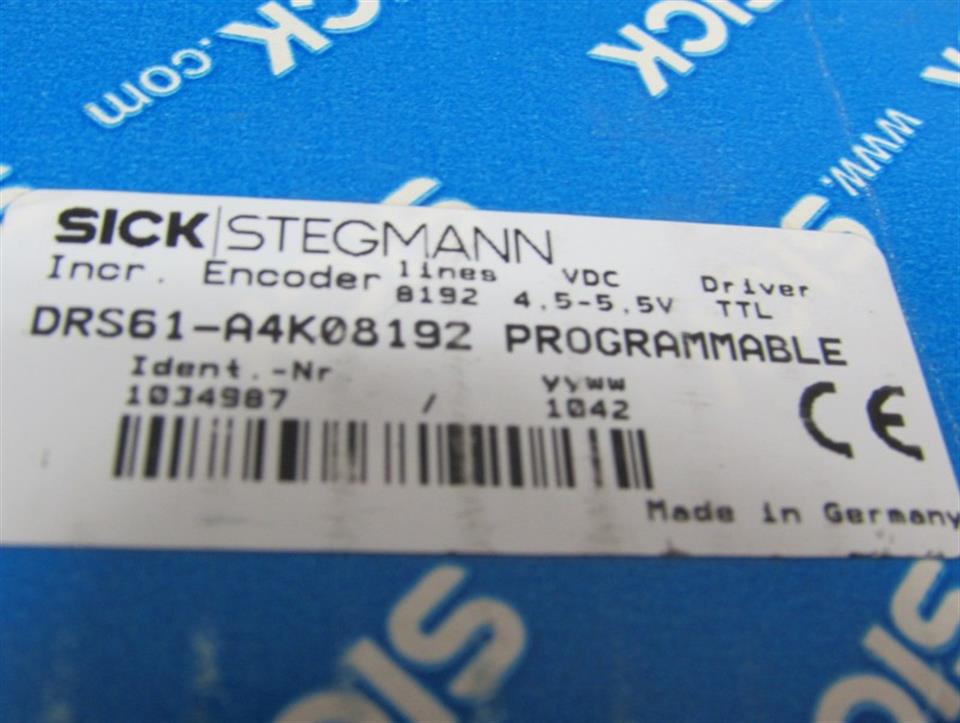 SICK
SICK
.com
www.s
SICK|STEGMANN
Incr. Encoder lines VDC Driver
8192 4.5-5,5V TTL
DRS61-A4K08192 PROGRAMMABLE
Ident.-Nr yyww
1034987 / 1042
CE
Made in Germany